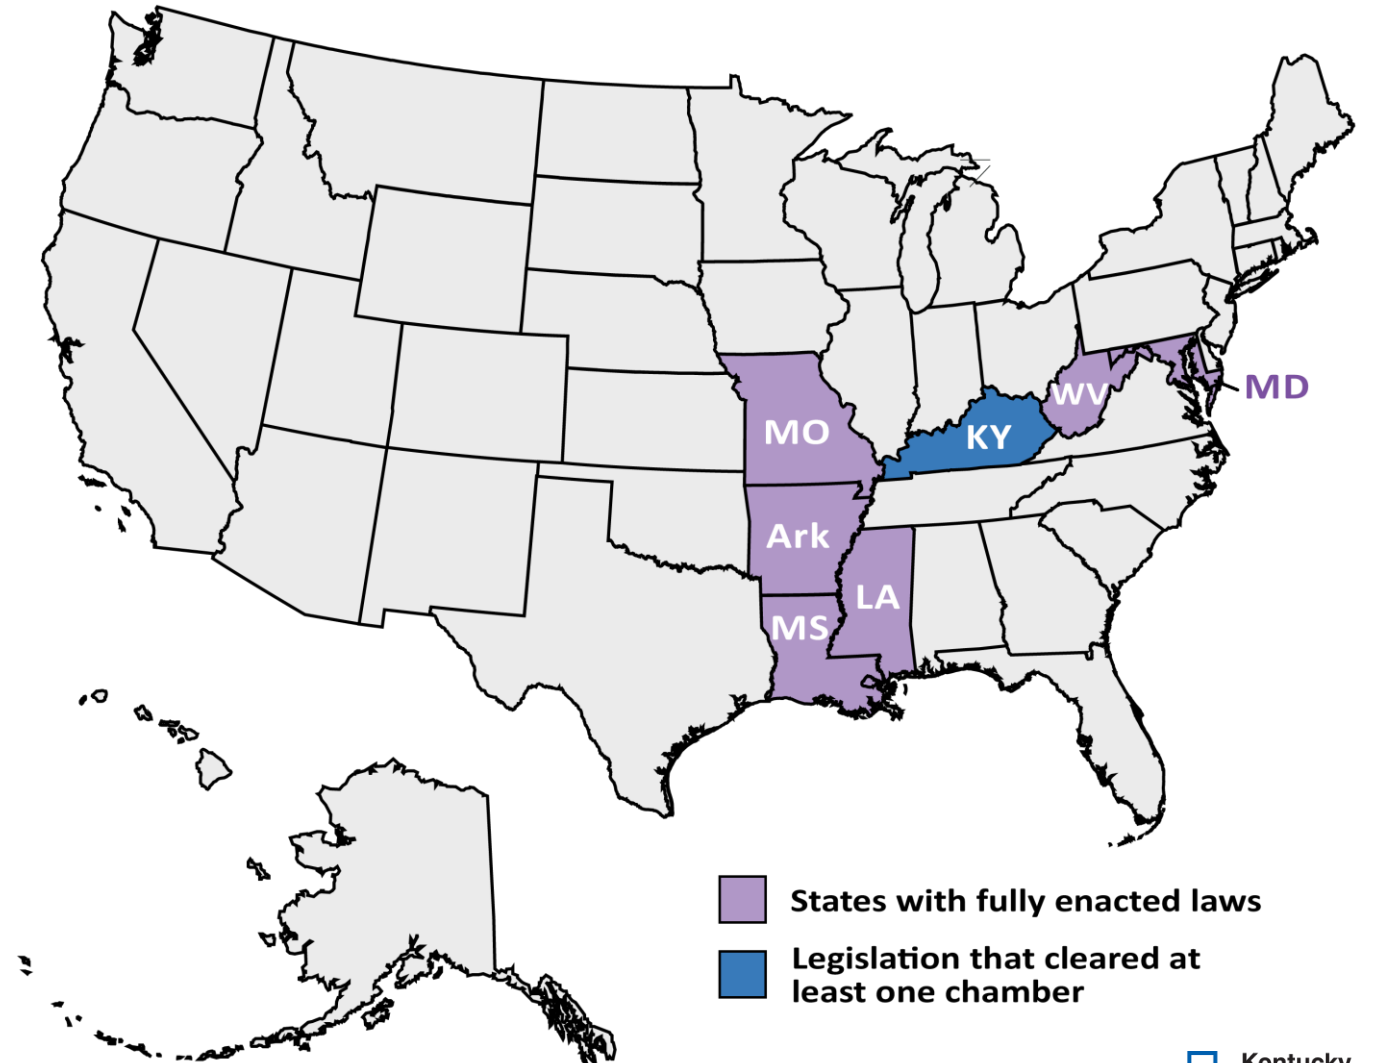 WV
MD
MO
KY
Ark
LA
MS
States with fully enacted laws
Legislation that cleared at
least one chamber
Kentucky